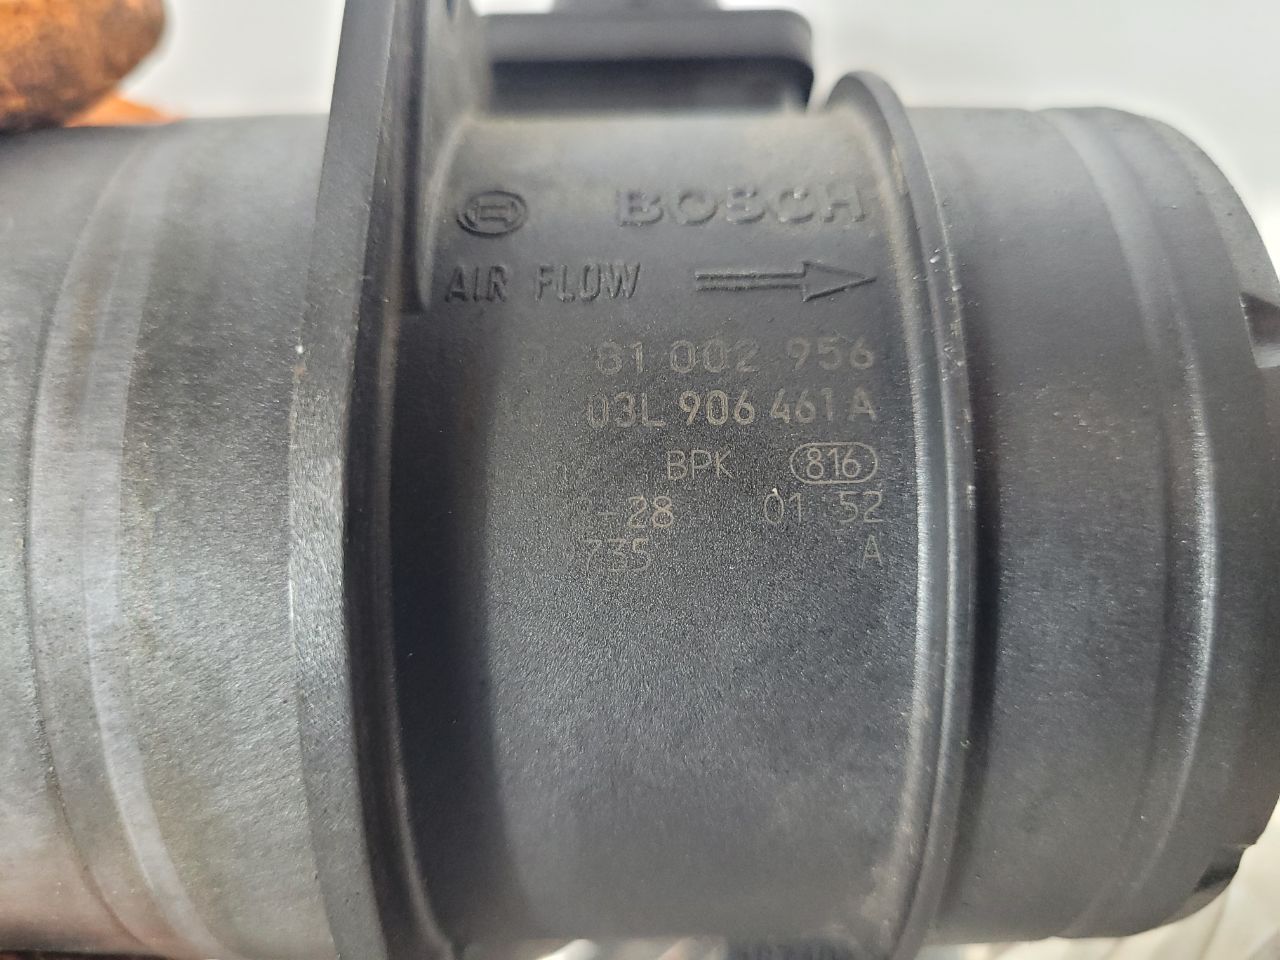 BOSCH
AIR FLOW
81 002 956
03L 906 461 A
BPK 816
-28 01 52
735 A